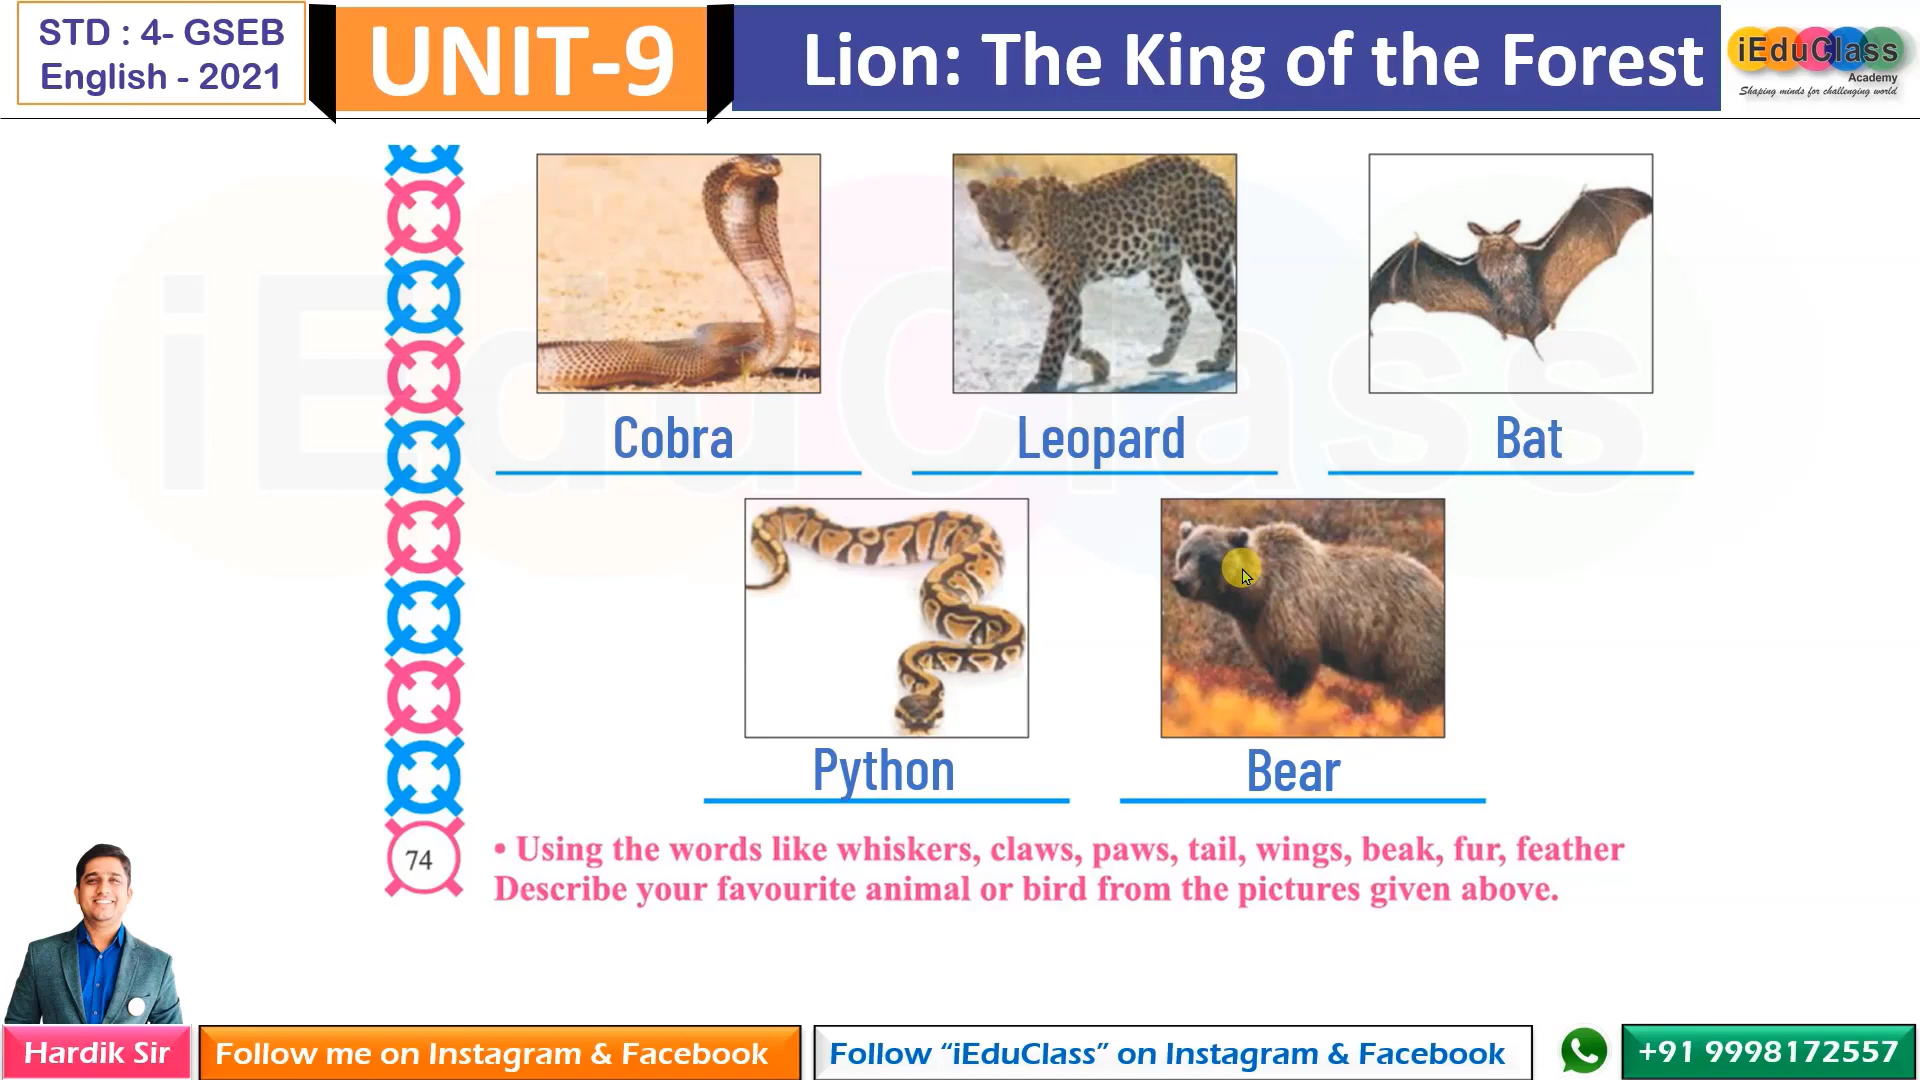 STD : 4- GSEB
English - 2021
UNIT-9
Lion: The King of the Forest
iEduClass
Academy
Shaping minds for challenging world
iEduClass
Cobra
Leopard
Bat
Python
Bear
74
• Using the words like whiskers, claws, paws, tail, wings, beak, fur, feather
Describe your favourite animal or bird from the pictures given above.
Hardik Sir
Follow me on Instagram & Facebook
Follow “iEduClass” on Instagram & Facebook
+91 9998172557